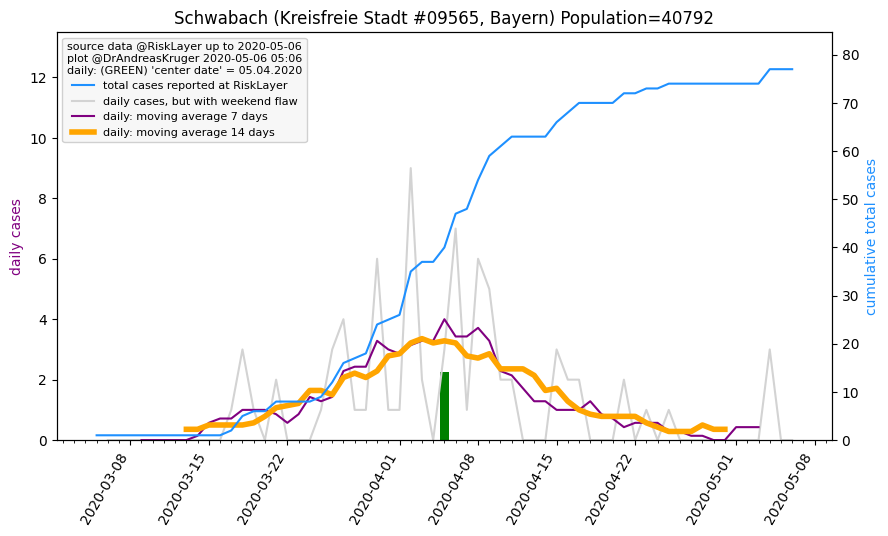 Schwabach (Kreisfreie Stadt #09565, Bayern) Population=40792
source data @RiskLayer up to 2020-05-06
plot @DrAndreasKruger 2020-05-06 05:06
daily: (GREEN) 'center date' = 05.04.2020
total cases reported at RiskLayer
daily cases, but with weekend flaw
daily: moving average 7 days
daily: moving average 14 days
daily cases
12
10
8
6
4
2
0
cumulative total cases
80
70
60
50
40
30
20
10
0
2020-03-08
2020-03-15
2020-03-22
2020-04-01
2020-04-08
2020-04-15
2020-04-22
2020-05-01
2020-05-08